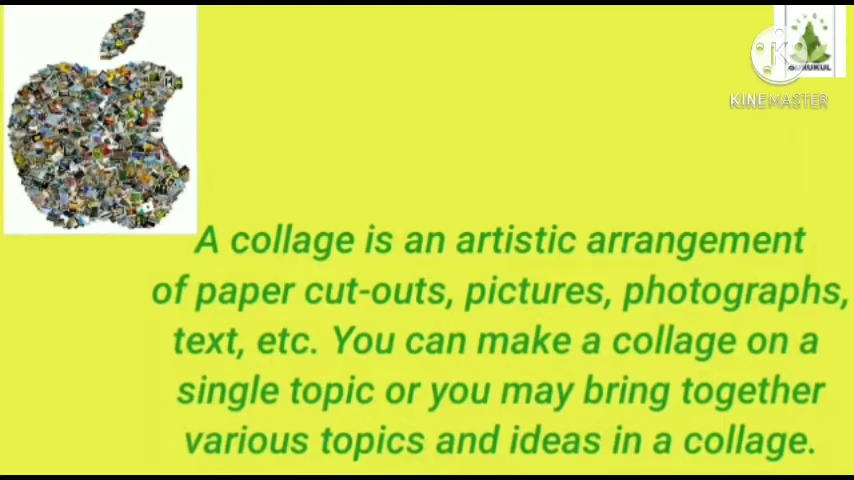 KINEMASTER
A collage is an artistic arrangement
of paper cut-outs, pictures, photographs,
text, etc. You can make a collage on a
single topic or you may bring together
various topics and ideas in a collage.